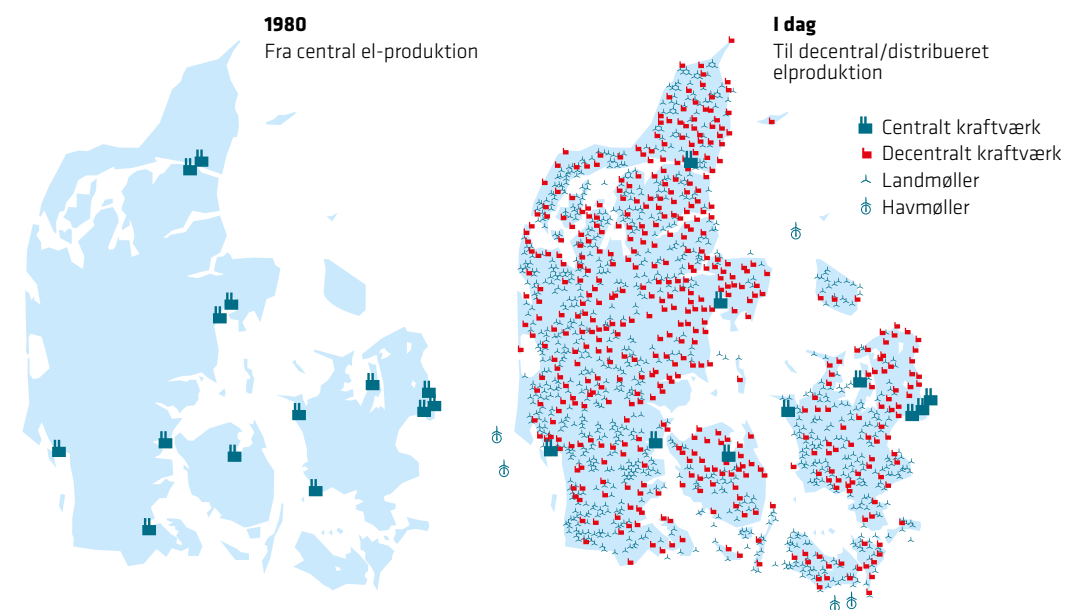 1980
Fra central el-produktion
I dag
Til decentral/distribueret
elproduktion
Centralt kraftværk
Decentralt kraftværk
Landmøller
Havmøller